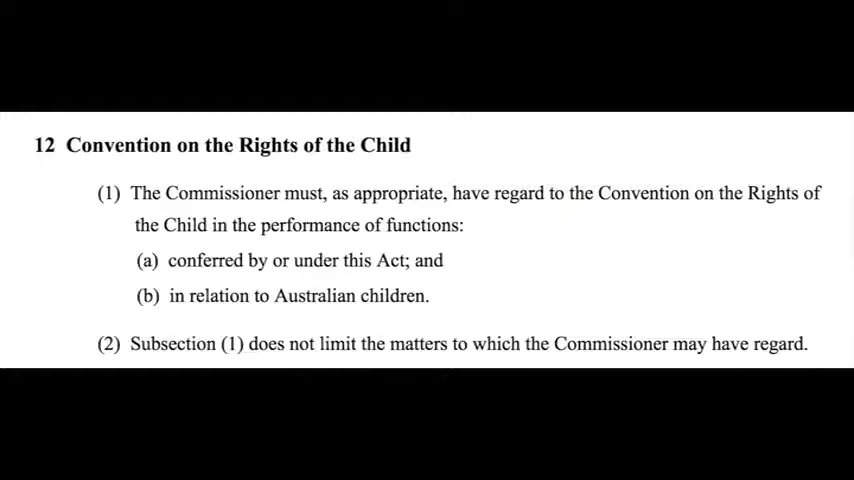 12 Convention on the Rights of the Child
(1) The Commissioner must, as appropriate, have regard to the Convention on the Rights of
the Child in the performance of functions:
(a) conferred by or under this Act; and
(b) in relation to Australian children.
(2) Subsection (1) does not limit the matters to which the Commissioner may have regard.